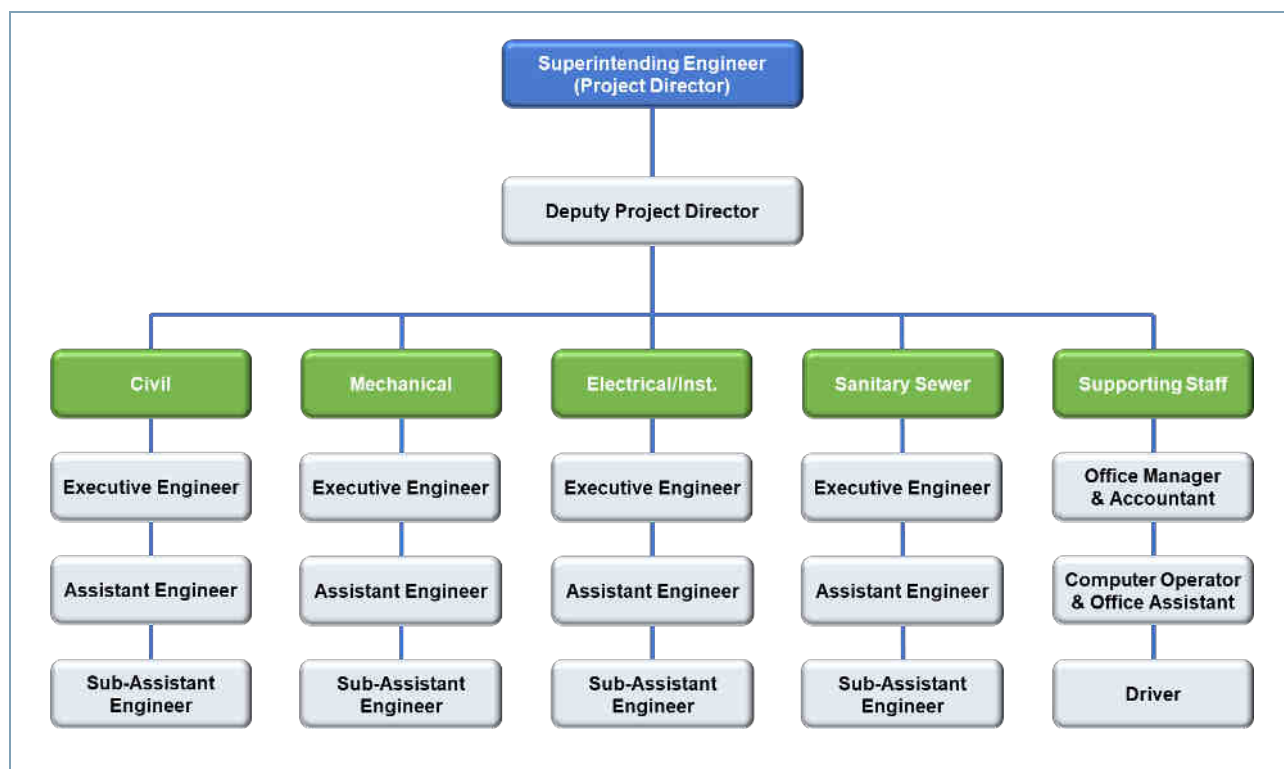 Superintending Engineer
(Project Director)
Deputy Project Director
Civil
Mechanical
Electrical/Inst.
Sanitary Sewer
Supporting Staff
Executive Engineer
Executive Engineer
Executive Engineer
Executive Engineer
Office Manager
& Accountant
Assistant Engineer
Assistant Engineer
Assistant Engineer
Assistant Engineer
Computer Operator
& Office Assistant
Sub-Assistant
Engineer
Sub-Assistant
Engineer
Sub-Assistant
Engineer
Sub-Assistant
Engineer
Driver